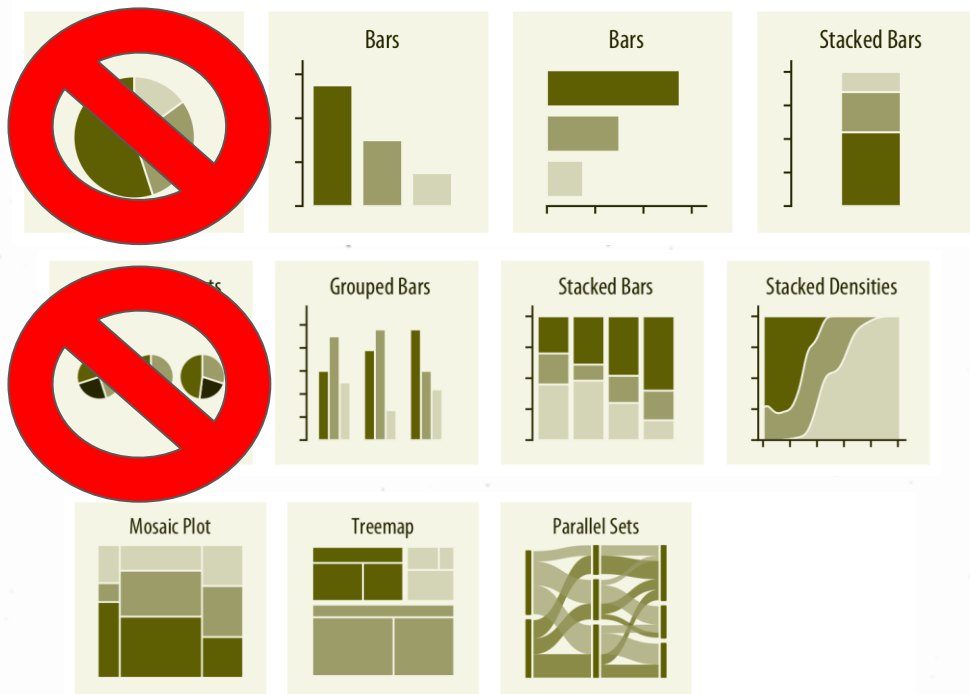 Bars
Bars
Stacked Bars
Grouped Bars
Stacked Bars
Stacked Densities
Mosaic Plot
Treemap
Parallel Sets